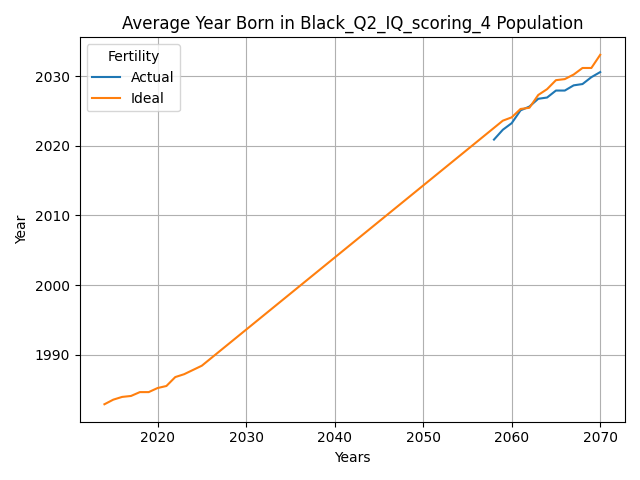 Average Year Born in Black_Q2_IQ_scoring_4 Population
Fertility
Actual
Ideal
Year
2030
2020
2010
2000
1990
2020 2030 2040 2050 2060 2070
Years